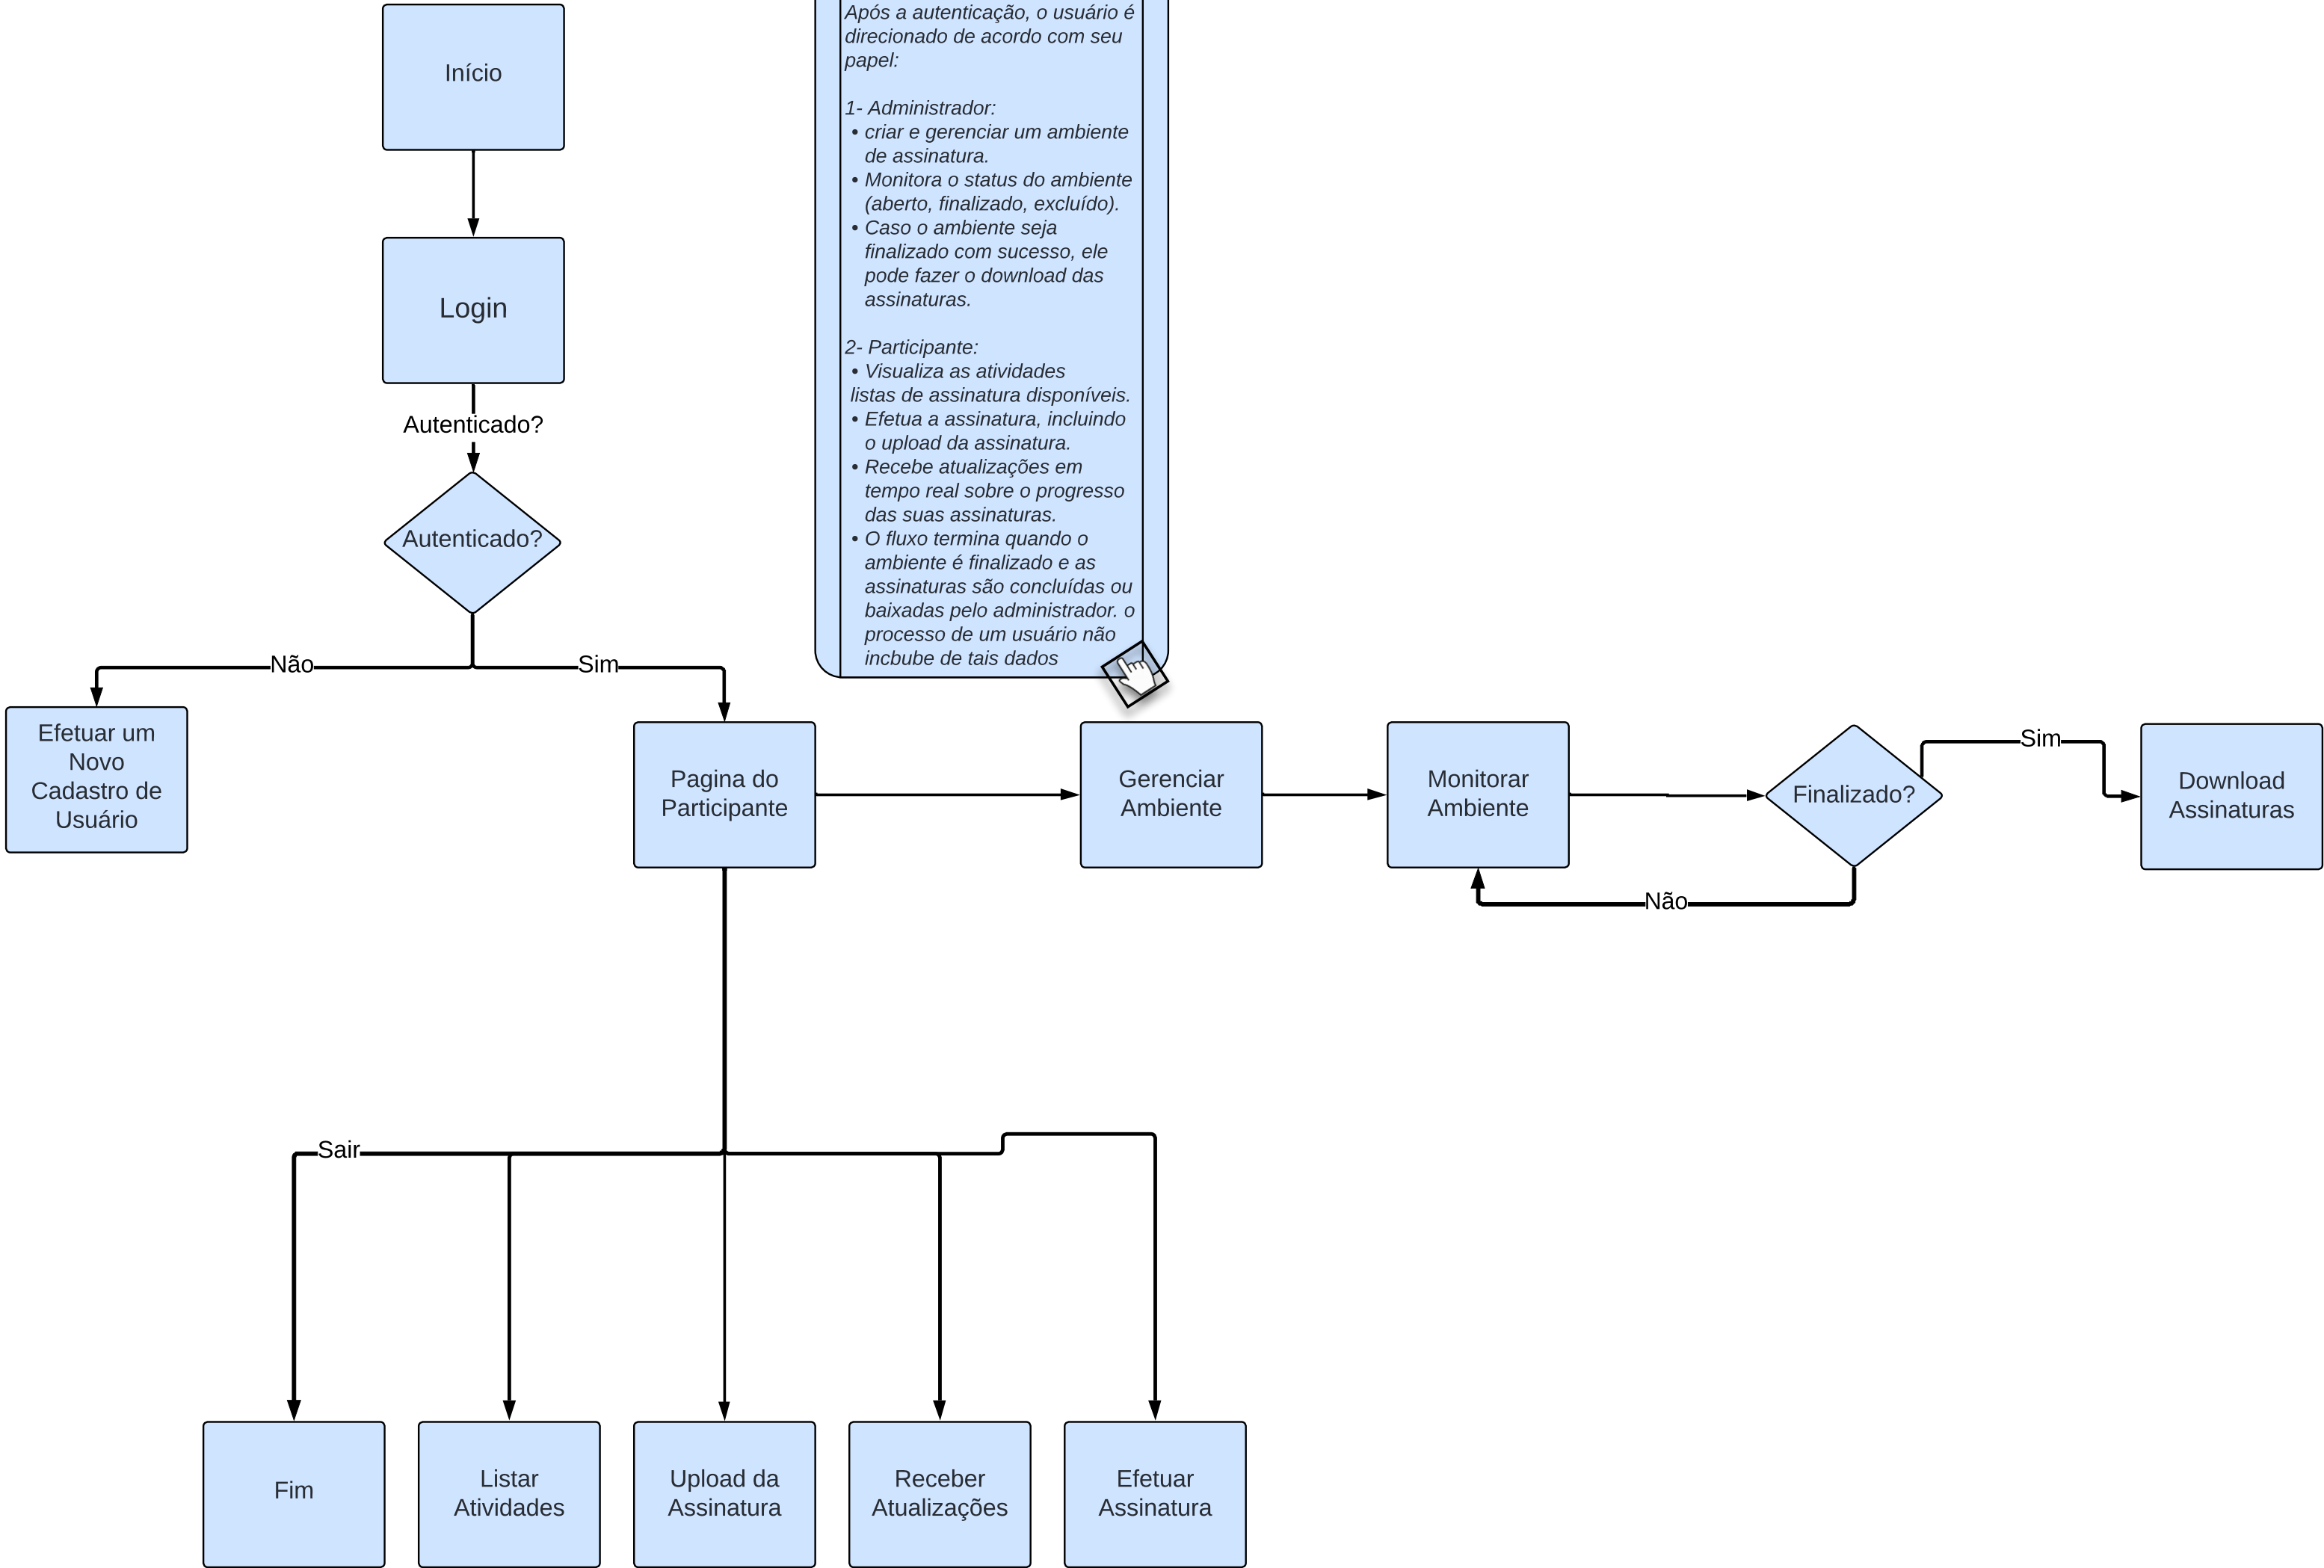 Início
Login
Autenticado?
Autenticado?
Não
Sim
Após a autenticação, o usuário é
direcionado de acordo com seu
papel:
1- Administrador:
• criar e gerenciar um ambiente
de assinatura.
• Monitora o status do ambiente
(aberto, finalizado, excluído).
• Caso o ambiente seja
finalizado com sucesso, ele
pode fazer o download das
assinaturas.
2- Participante:
• Visualiza as atividades
listas de assinatura disponíveis.
• Efetua a assinatura, incluindo
o upload da assinatura.
• Recebe atualizações em
tempo real sobre o progresso
das suas assinaturas.
• O fluxo termina quando o
ambiente é finalizado e as
assinaturas são concluídas ou
baixadas pelo administrador. o
processo de um usuário não
incbube de tais dados
Efetuar um
Novo
Cadastro de
Usuário
Pagina do
Participante
Gerenciar
Ambiente
Monitorar
Ambiente
Finalizado?
Sim
Download
Assinaturas
Não
Sair
Fim
Listar
Atividades
Upload da
Assinatura
Receber
Atualizações
Efetuar
Assinatura